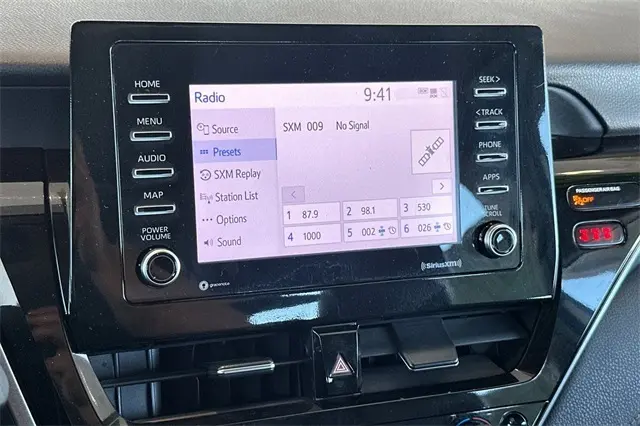 HOME
MENU
AUDIO
MAP
POWER
VOLUME
Radio
9:41
Source
Presets
SXM Replay
Station List
Options
Sound
SXM 009 No Signal
1 87.9
2 98.1
3 530
4 1000
5 002
6 026
SEEK >
< TRACK
PHONE
APPS
TUNE
SCROLL
gracenote
((SiriusXM))
PASSENGER AIR BAG
OFF